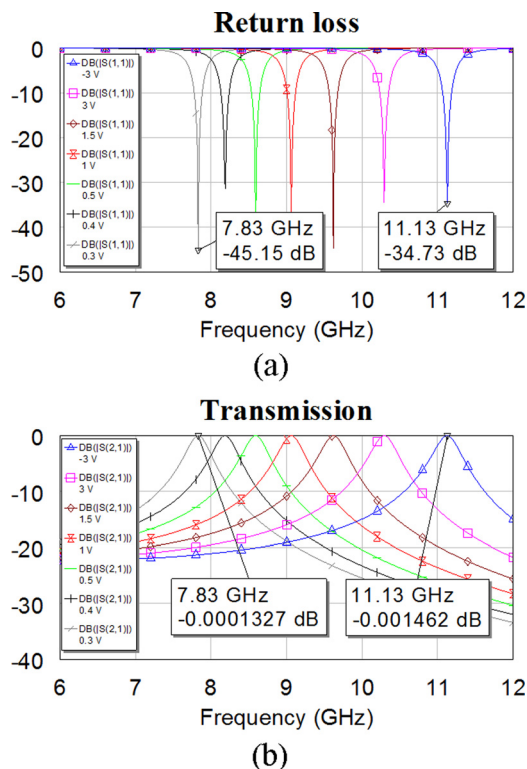 Return loss
0
-10
-20
-30
-40
-50
DB(|S(1,1)|)
-3 V
DB(|S(1,1)|)
3 V
DB(|S(1,1)|)
1.5 V
DB(|S(1,1)|)
1 V
DB(|S(1,1)|)
0.5 V
DB(|S(1,1)|)
0.4 V
DB(|S(1,1)|)
0.3 V
7.83 GHz
-45.15 dB
11.13 GHz
-34.73 dB
6 7 8 9 10 11 12
Frequency (GHz)
(a)
Transmission
0
-10
-20
-30
-40
DB(|S(2,1)|)
-3 V
DB(|S(2,1)|)
3 V
DB(|S(2,1)|)
1.5 V
DB(|S(2,1)|)
1 V
DB(|S(2,1)|)
0.5 V
DB(|S(2,1)|)
0.4 V
DB(|S(2,1)|)
0.3 V
7.83 GHz
-0.0001327 dB
11.13 GHz
-0.001462 dB
6 7 8 9 10 11 12
Frequency (GHz)
(b)